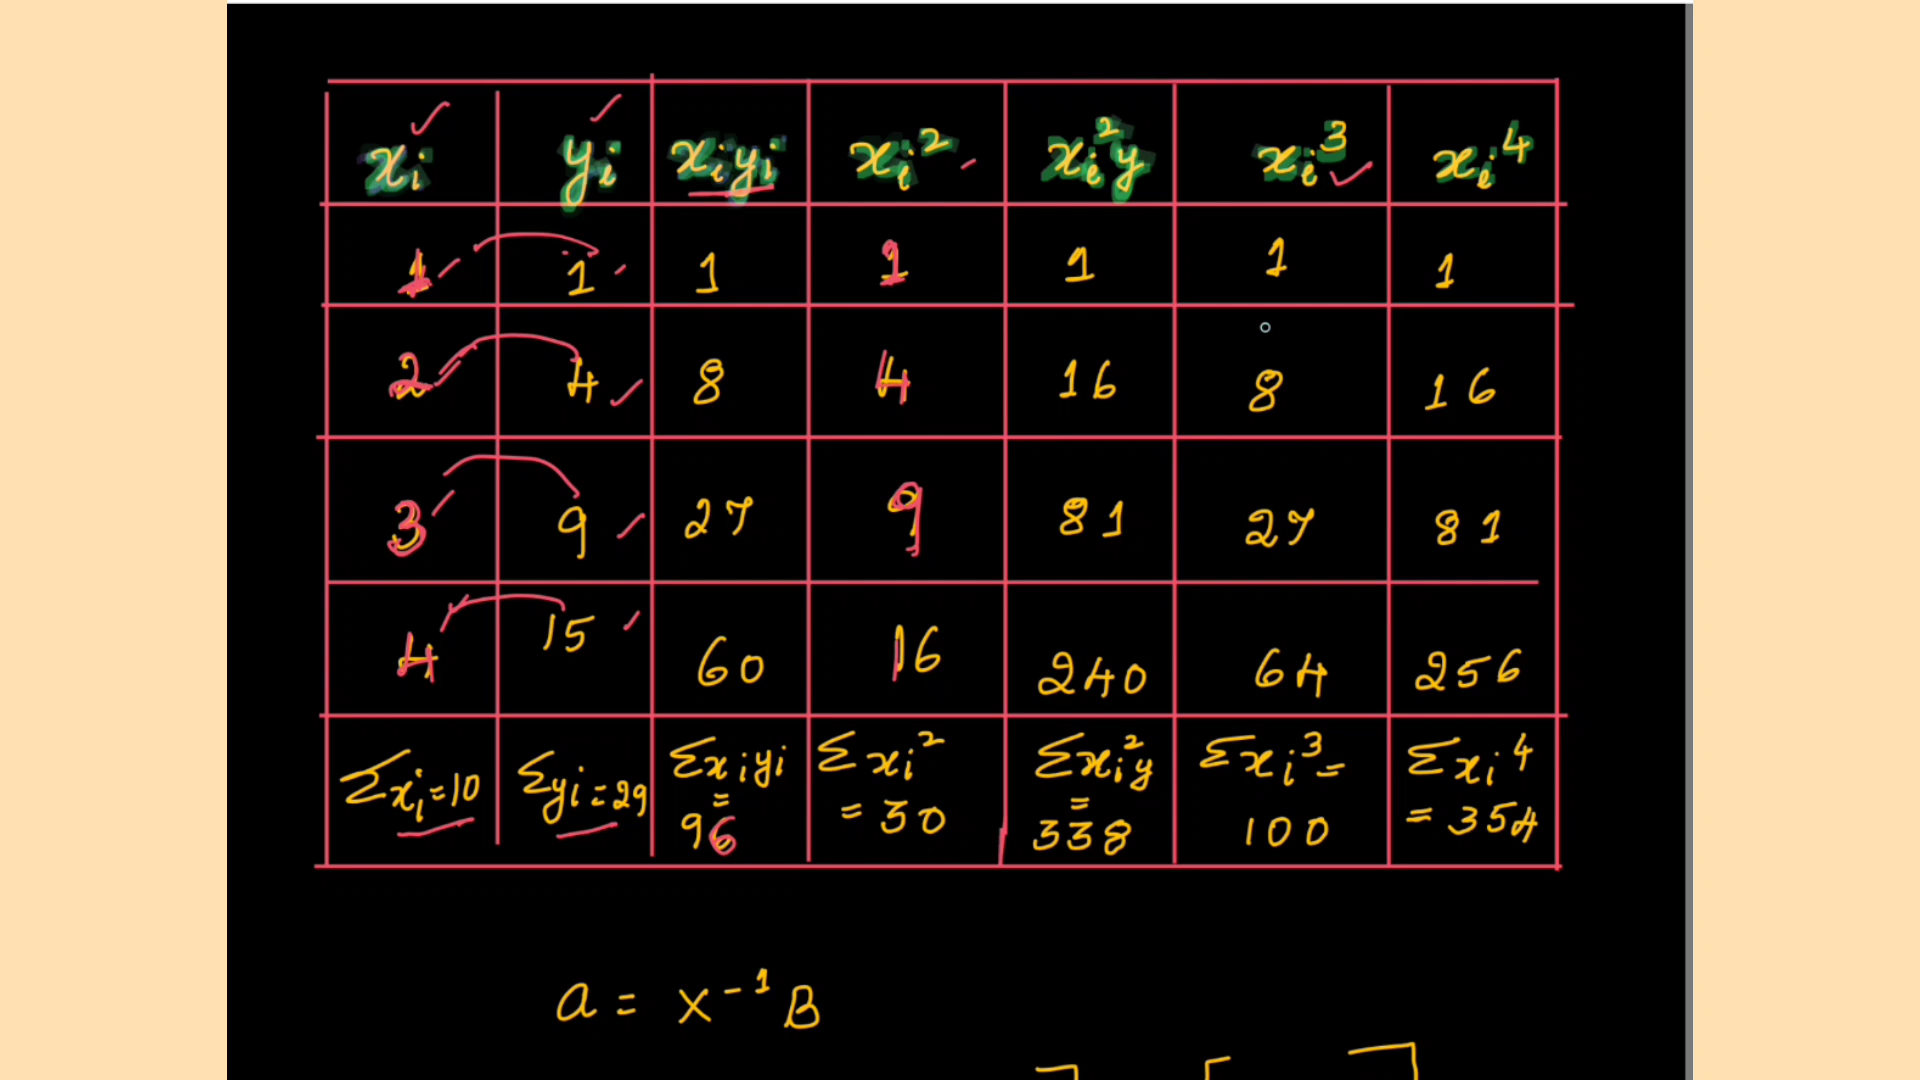 xᵢ yᵢ xᵢyᵢ xᵢ² xᵢ²y xᵢ³ xᵢ⁴
1 1 1 1 1 1 1
2 4 8 4 16 8 16
3 9 27 9 81 27 81
4 15 60 16 240 64 256
Σxᵢ=10 Σyᵢ=29 Σxᵢyᵢ = 96 Σxᵢ² = 30 Σxᵢ²y = 338 Σxᵢ³= 100 Σxᵢ⁴ = 354
a = X⁻¹B